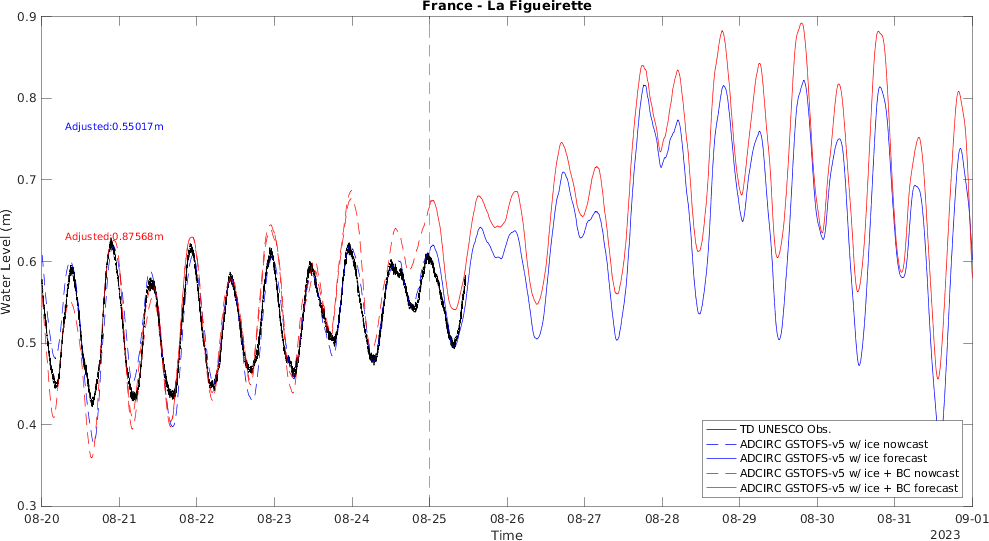 France - La Figueirette
0.9
0.8
0.7
0.6
0.5
0.4
0.3
Water Level (m)
Adjusted:0.55017m
Adjusted:0.87568m
TD UNESCO Obs.
ADCIRC GSTOFS-v5 w/ ice nowcast
ADCIRC GSTOFS-v5 w/ ice forecast
ADCIRC GSTOFS-v5 w/ ice + BC nowcast
ADCIRC GSTOFS-v5 w/ ice + BC forecast
08-20 08-21 08-22 08-23 08-24 08-25 08-26 08-27 08-28 08-29 08-30 08-31 09-01
Time
2023